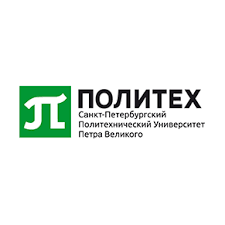 ПОЛИТЕХ
Санкт-Петербургский
Политехнический Университет
Петра Великого